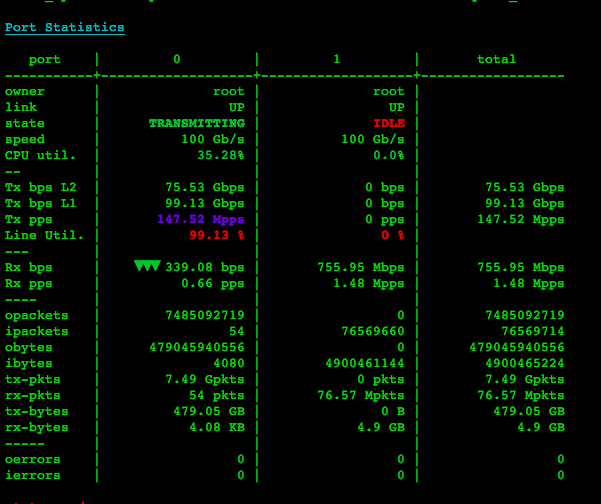 Port Statistics
port | 0 | 1 | total
-----------+-------------------+-------------------+------------------
owner | root | root |
link | UP | UP |
state | TRANSMITTING | IDLE |
speed | 100 Gb/s | 100 Gb/s |
CPU util. | 35.28% | 0.0% |
-- | | |
Tx bps L2 | 75.53 Gbps | 0 bps | 75.53 Gbps
Tx bps L1 | 99.13 Gbps | 0 bps | 99.13 Gbps
Tx pps | 147.52 Mpps | 0 pps | 147.52 Mpps
Line Util. | 99.13 % | 0 % |
--- | | |
Rx bps | ▼▼▼ 339.08 bps | 755.95 Mbps | 755.95 Mbps
Rx pps | 0.66 pps | 1.48 Mpps | 1.48 Mpps
---- | | |
opackets | 7485092719 | 0 | 7485092719
ipackets | 54 | 76569660 | 76569714
obytes | 479045940556 | 0 | 479045940556
ibytes | 4080 | 4900461144 | 4900465224
tx-pkts | 7.49 Gpkts | 0 pkts | 7.49 Gpkts
rx-pkts | 54 pkts | 76.57 Mpkts | 76.57 Mpkts
tx-bytes | 479.05 GB | 0 B | 479.05 GB
rx-bytes | 4.08 KB | 4.9 GB | 4.9 GB
----- | | |
oerrors | 0 | 0 | 0
ierrors | 0 | 0 | 0